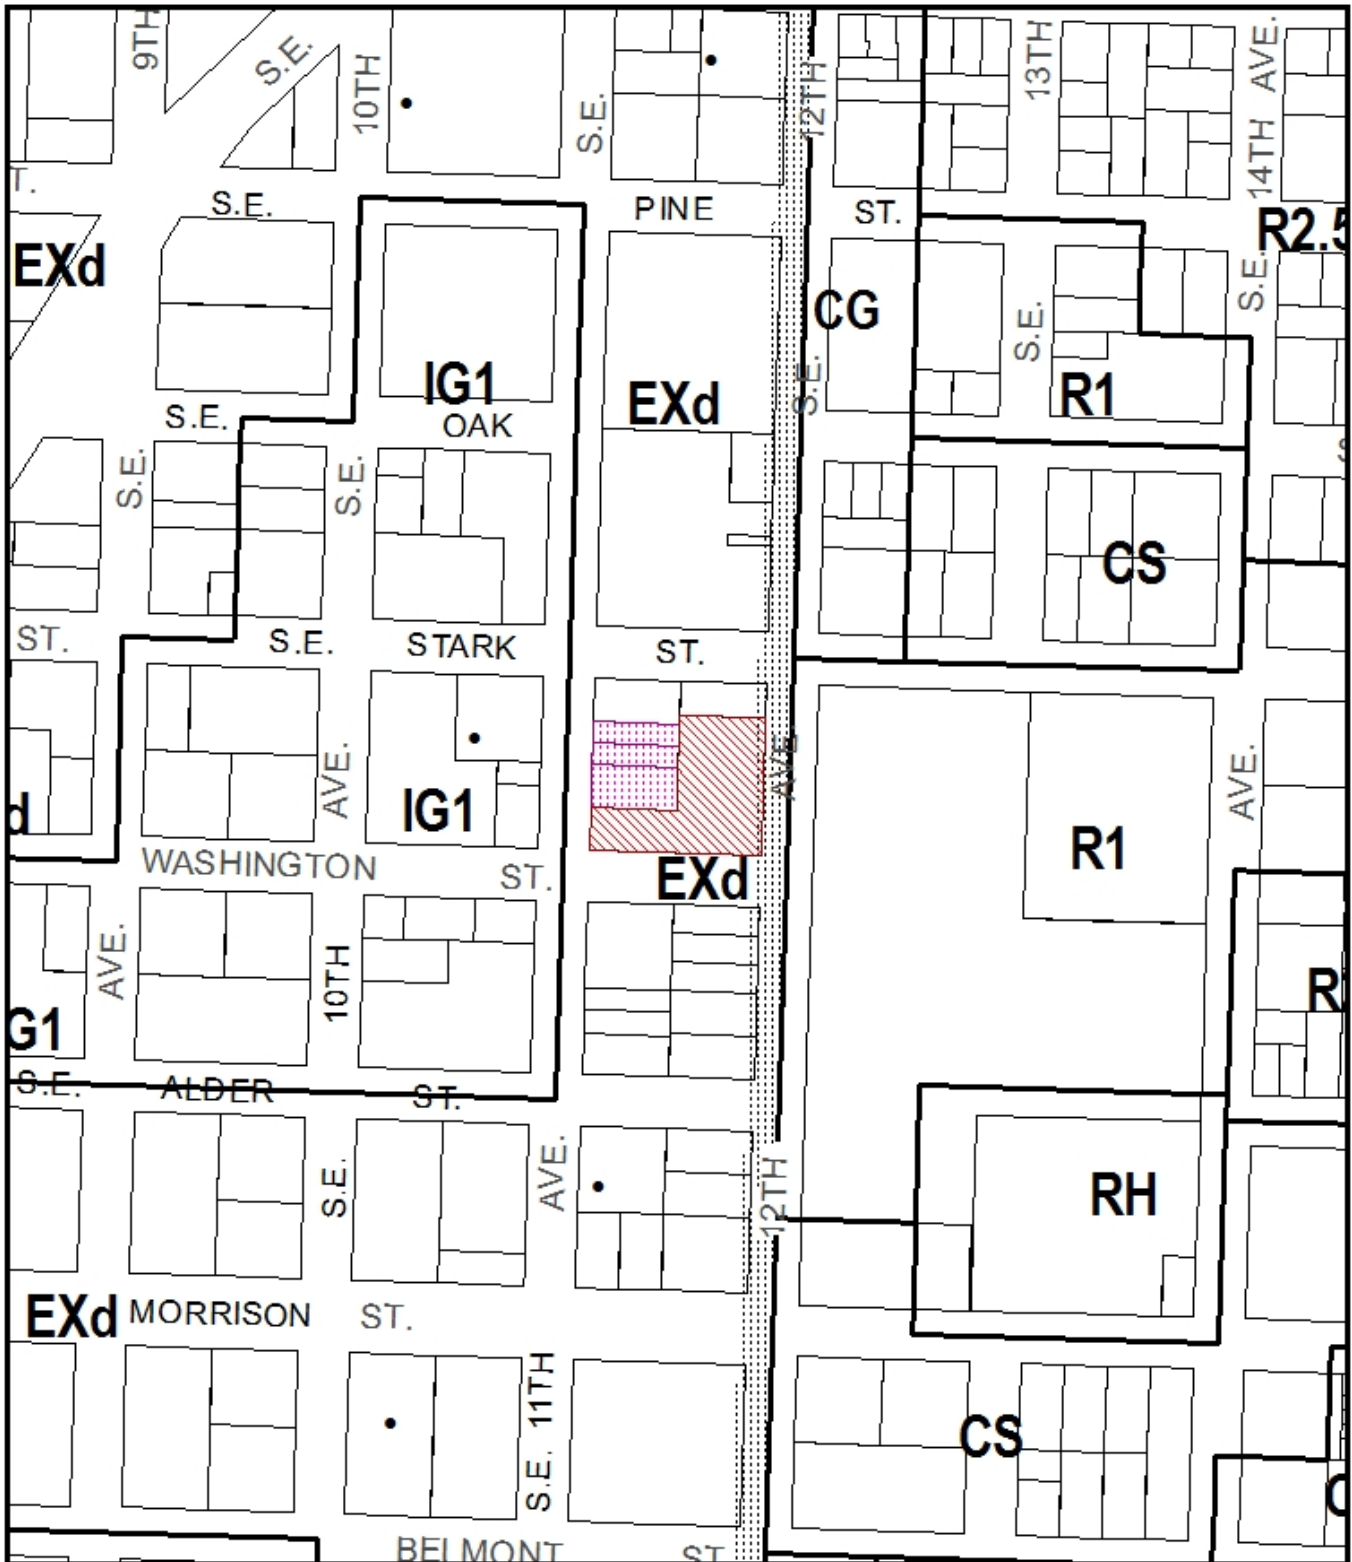 9TH
S.E.
10TH
S.E.
12TH
13TH
14TH AVE.
T.
S.E.
PINE
ST.
R2.5
EXd
CG
S.E.
S.E.
IG1
EXd
S.E.
R1
S.E.
OAK
S.E.
S.E.
CS
ST.
S.E.
STARK
ST.
AVE.
AVE.
AVE.
d
IG1
R1
WASHINGTON
ST.
EXd
AVE.
10TH
R
G1
S.E.
ALDER
ST.
S.E.
AVE.
12TH
RH
EXd
MORRISON
ST.
S.E. 11TH
CS
BELMONT
ST